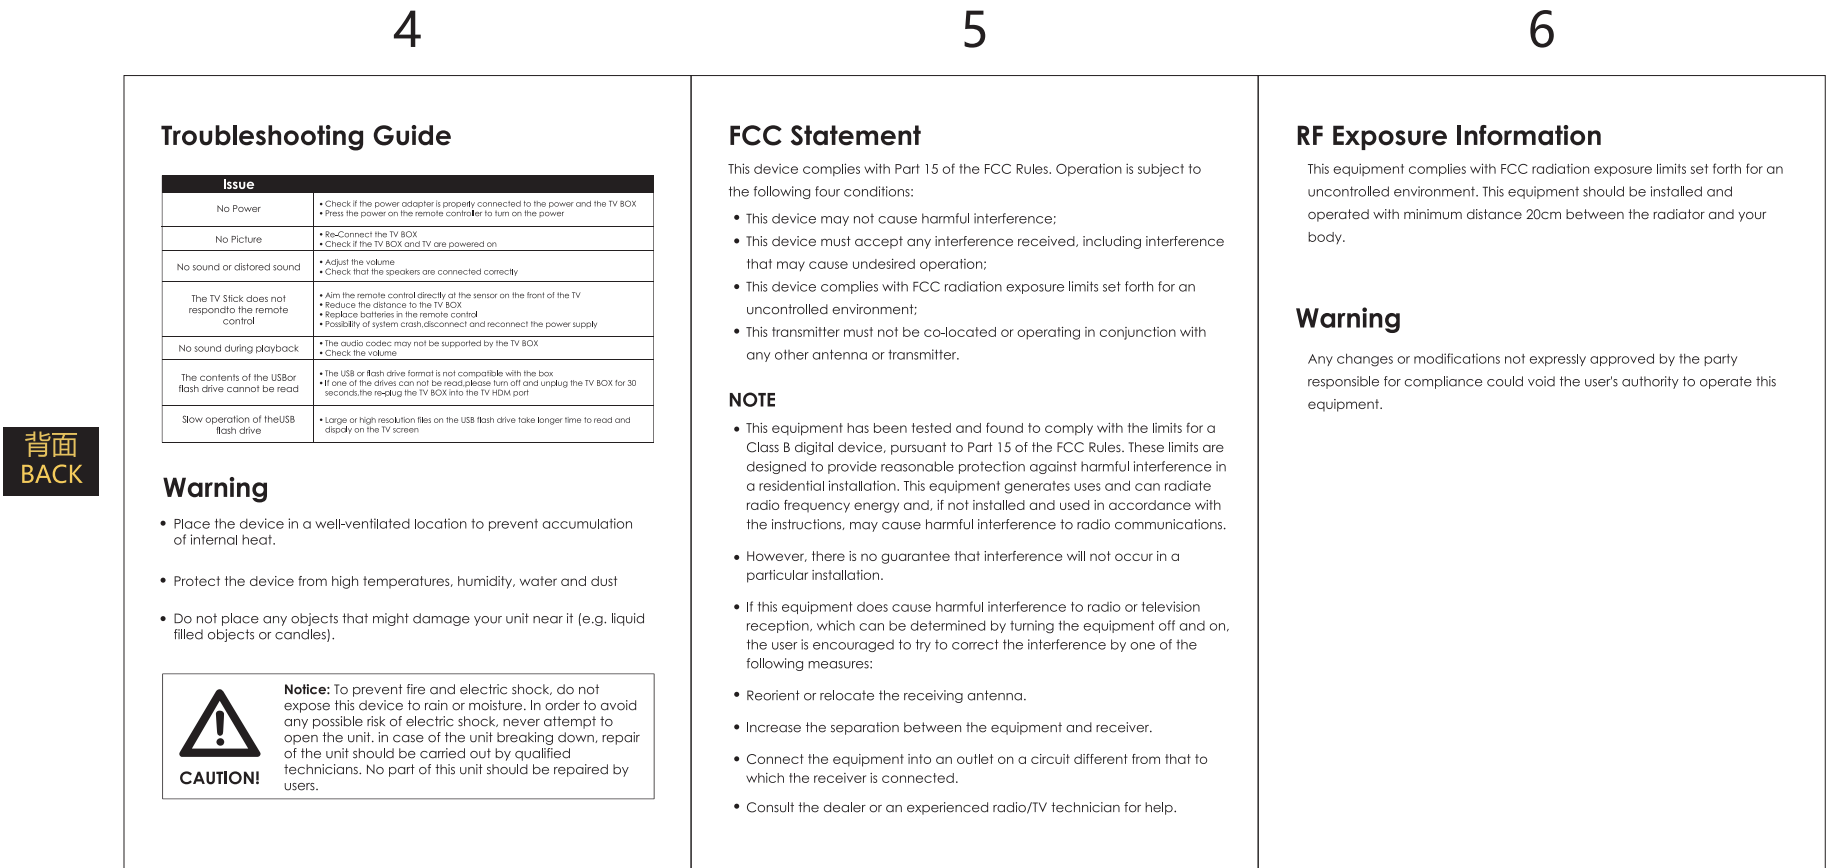 4
5
6
背面
BACK
Troubleshooting Guide
Issue
No Power
• Check if the power adapter is properly connected to the power and the TV BOX
• Press the power on the remote controller to turn on the power
No Picture
• Re-Connect the TV BOX
• Check if the TV BOX and TV are powered on
No sound or distored sound
• Adjust the volume
• Check that the speakers are connected correctly
The TV Stick does not
respondto the remote
control
• Aim the remote control directly at the sensor on the front of the TV
• Reduce the distance to the TV BOX
• Replace batteries in the remote control
• Possibility of system crash,disconnect and reconnect the power supply
No sound during playback
• The audio codec may not be supported by the TV BOX
• Check the volume
The contents of the USBor
flash drive cannot be read
• The USB or flash drive format is not compatible with the box
• If one of the drives can not be read,please turn off and unplug the TV BOX for 30
seconds,the re-plug the TV BOX into the TV HDM port
Slow operation of theUSB
flash drive
• Large or high resolution files on the USB flash drive take longer time to read and
dispaly on the TV screen
Warning
• Place the device in a well-ventilated location to prevent accumulation
of internal heat.
• Protect the device from high temperatures, humidity, water and dust
• Do not place any objects that might damage your unit near it (e.g. liquid
filled objects or candles).
CAUTION!
Notice: To prevent fire and electric shock, do not
expose this device to rain or moisture. In order to avoid
any possible risk of electric shock, never attempt to
open the unit. in case of the unit breaking down, repair
of the unit should be carried out by qualified
technicians. No part of this unit should be repaired by
users.
FCC Statement
This device complies with Part 15 of the FCC Rules. Operation is subject to
the following four conditions:
• This device may not cause harmful interference;
• This device must accept any interference received, including interference
that may cause undesired operation;
• This device complies with FCC radiation exposure limits set forth for an
uncontrolled environment;
• This transmitter must not be co-located or operating in conjunction with
any other antenna or transmitter.
NOTE
• This equipment has been tested and found to comply with the limits for a
Class B digital device, pursuant to Part 15 of the FCC Rules. These limits are
designed to provide reasonable protection against harmful interference in
a residential installation. This equipment generates uses and can radiate
radio frequency energy and, if not installed and used in accordance with
the instructions, may cause harmful interference to radio communications.
• However, there is no guarantee that interference will not occur in a
particular installation.
• If this equipment does cause harmful interference to radio or television
reception, which can be determined by turning the equipment off and on,
the user is encouraged to try to correct the interference by one of the
following measures:
• Reorient or relocate the receiving antenna.
• Increase the separation between the equipment and receiver.
• Connect the equipment into an outlet on a circuit different from that to
which the receiver is connected.
• Consult the dealer or an experienced radio/TV technician for help.
RF Exposure Information
This equipment complies with FCC radiation exposure limits set forth for an
uncontrolled environment. This equipment should be installed and
operated with minimum distance 20cm between the radiator and your
body.
Warning
Any changes or modifications not expressly approved by the party
responsible for compliance could void the user's authority to operate this
equipment.